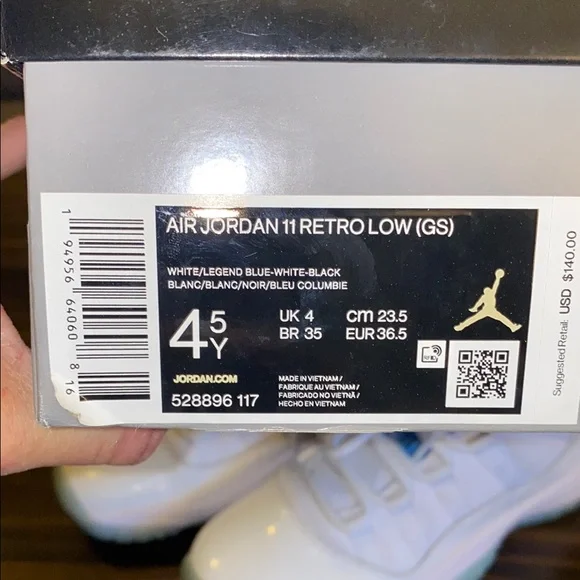 AIR JORDAN 11 RETRO LOW (GS)
WHITE/LEGEND BLUE-WHITE-BLACK
BLANC/BLANC/NOIR/BLEU COLUMBIE
4 5 Y
UK 4 cm 23.5
BR 35 EUR 36.5
JORDAN.COM
528896 117
MADE IN VIETNAM /
FABRIQUE AU VIETNAM /
FABRICADO NO VIETNÃ /
HECHO EN VIETNAM
1 94956 64060 8 16
Suggested Retail: USD $140.00